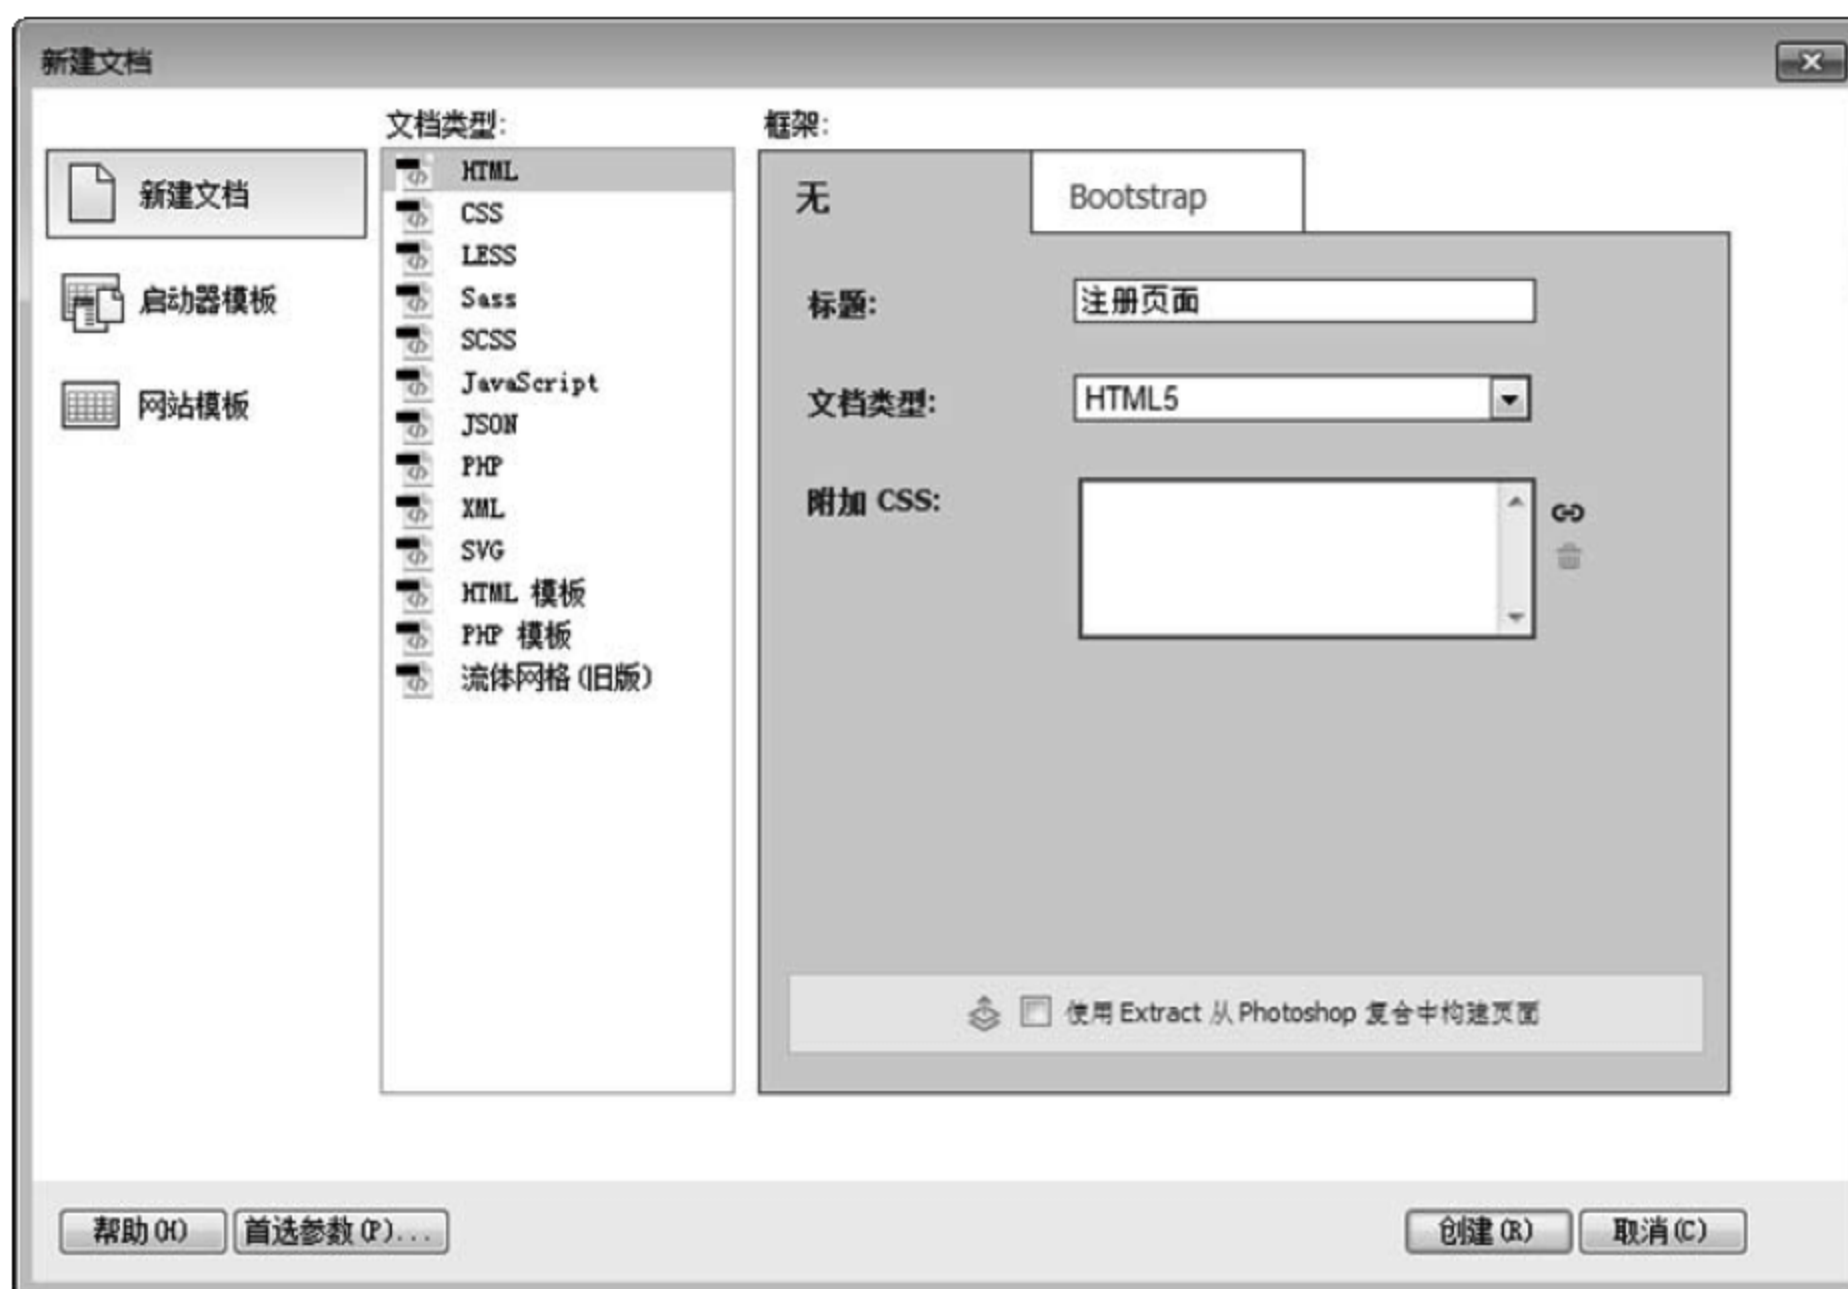 新建文档
新建文档
启动器模板
网站模板
文档类型:
HTML
CSS
LESS
Sass
SCSS
JavaScript
JSON
PHP
XML
SVG
HTML 模板
PHP 模板
流体网格(旧版)
框架:
无
Bootstrap
标题:
注册页面
文档类型:
HTML5
附加 CSS:
使用 Extract 从 Photoshop 复合中构建页面
帮助(H)
首选参数(P)...
创建(R)
取消(C)